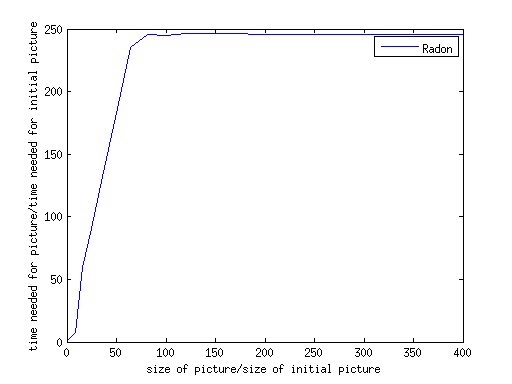 250
200
150
100
50
0
time needed for picture/time needed for initial picture
Radon
0 50 100 150 200 250 300 350 400
size of picture/size of initial picture